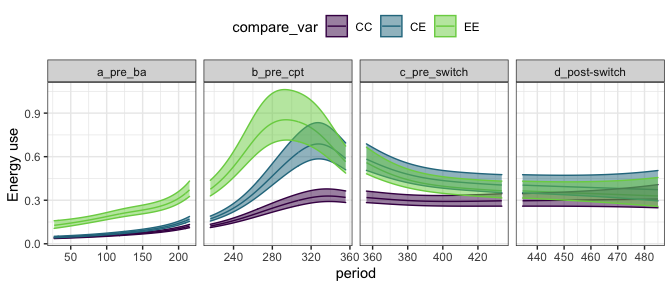 compare_var CC CE EE
a_pre_ba b_pre_cpt c_pre_switch d_post-switch
Energy use
0.9
0.6
0.3
0.0
50 100 150 200 240 280 320 360 360 380 400 420 440 450 460 470 480
period